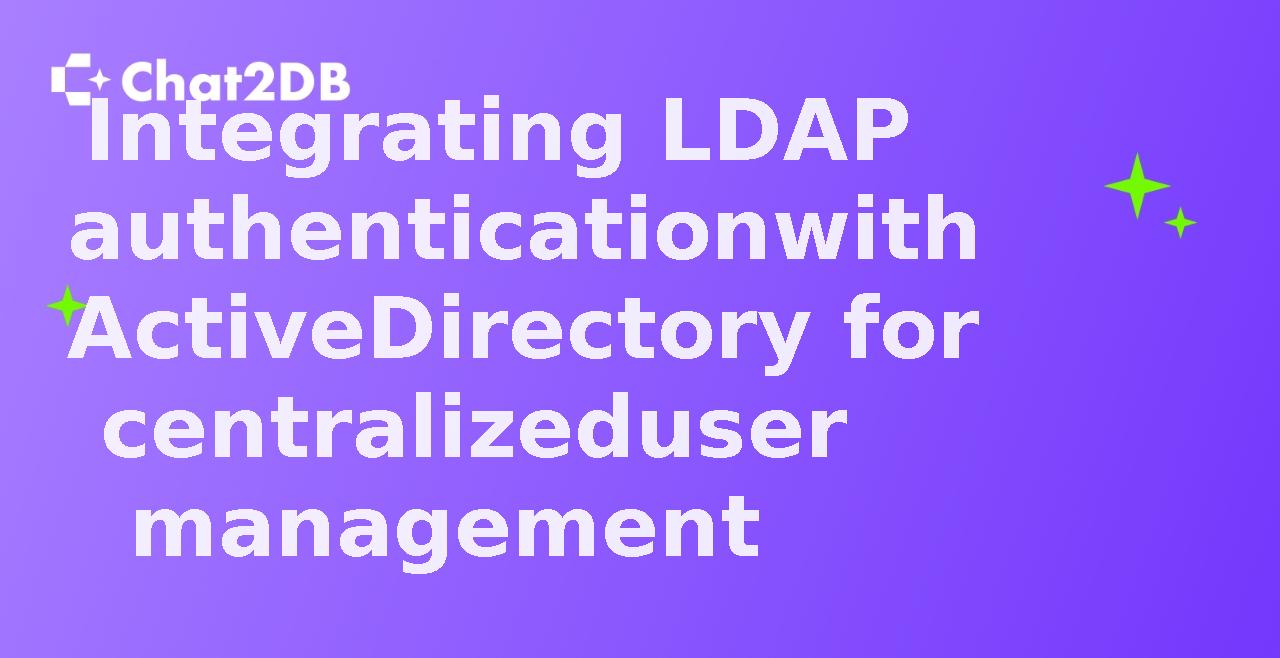 Chat2DB
Integrating LDAP
authenticationwith
ActiveDirectory for
centralizeduser
management